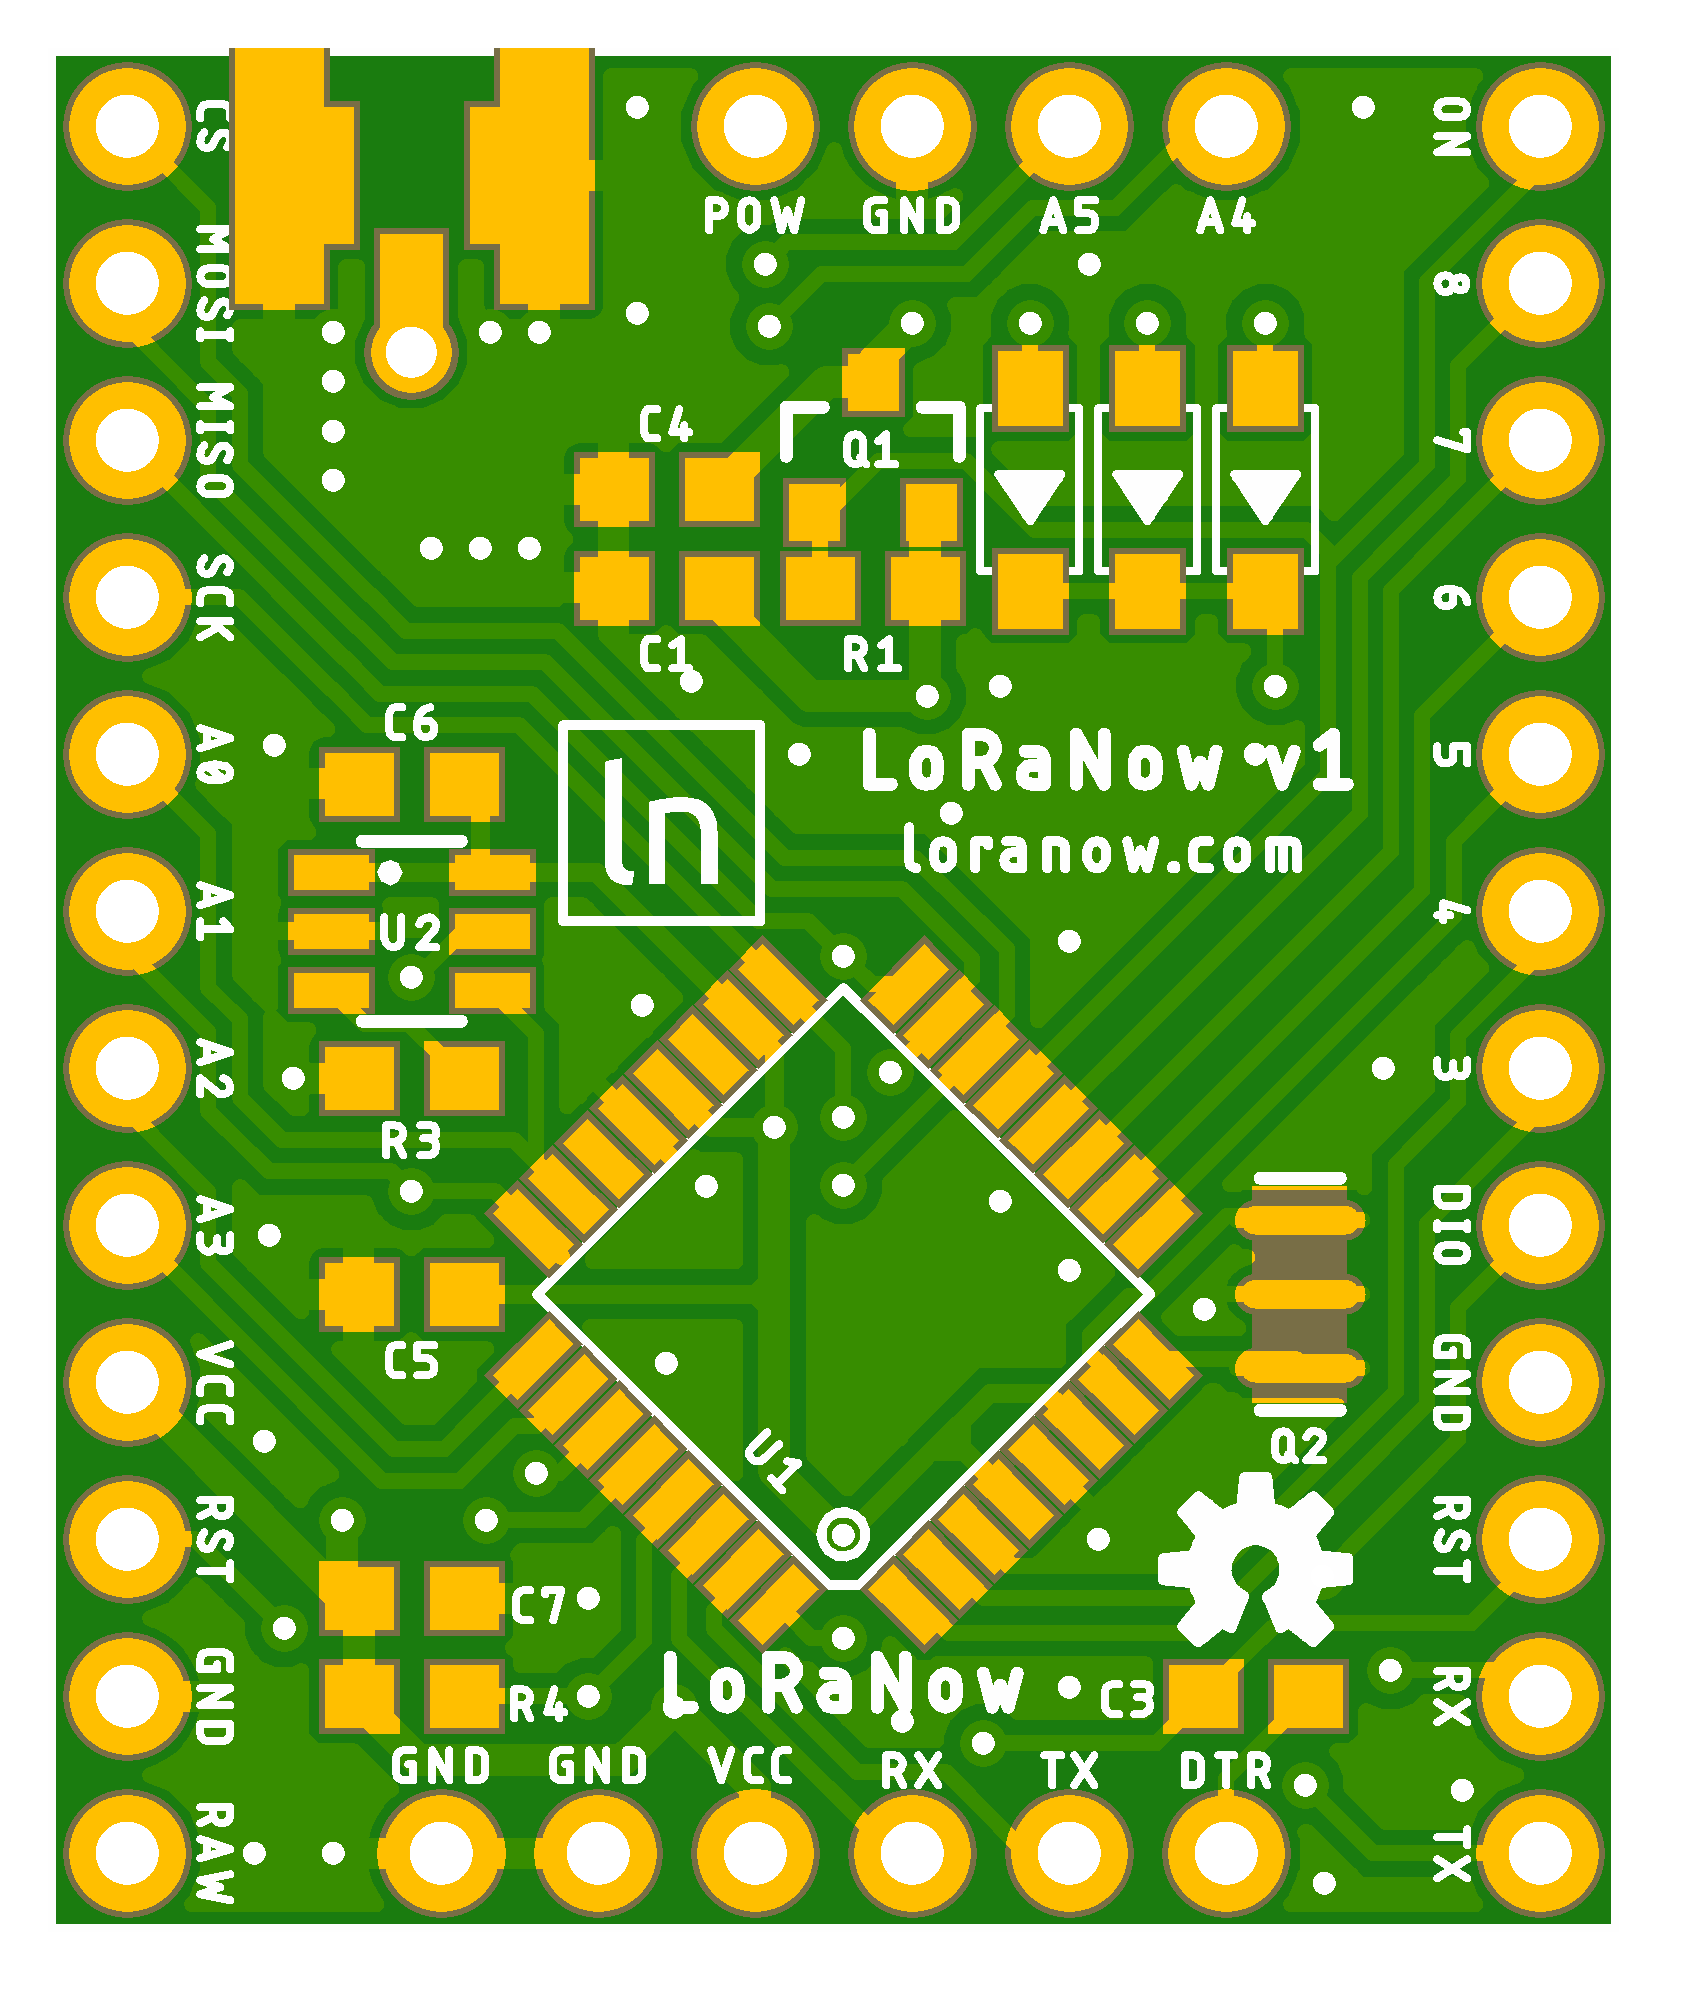 CS
MOSI
MISO
SCK
A0
A1
A2
A3
VCC
RST
GND
RAW
POW GND A5 A4
ON
8
7
6
5
4
3
DIO
GND
RST
RX
TX
C4
Q1
C1
R1
C6
ln
LoRaNow v1
loranow.com
U2
R3
C5
U1
Q2
C7
R4
LoRaNow
C3
GND GND VCC RX TX DTR